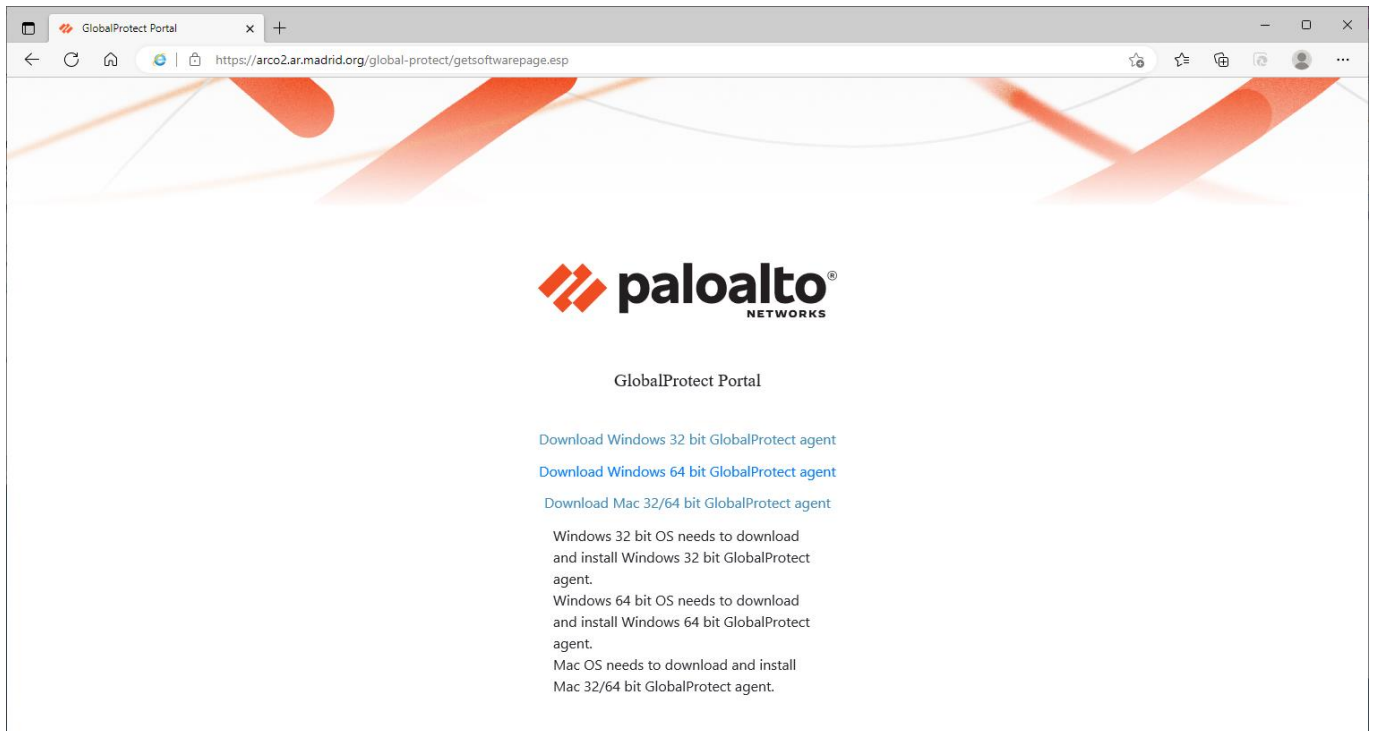 GlobalProtect Portal
https://arco2.ar.madrid.org/global-protect/getsoftwarepage.esp
paloalto®
NETWORKS
GlobalProtect Portal
Download Windows 32 bit GlobalProtect agent
Download Windows 64 bit GlobalProtect agent
Download Mac 32/64 bit GlobalProtect agent
Windows 32 bit OS needs to download
and install Windows 32 bit GlobalProtect
agent.
Windows 64 bit OS needs to download
and install Windows 64 bit GlobalProtect
agent.
Mac OS needs to download and install
Mac 32/64 bit GlobalProtect agent.